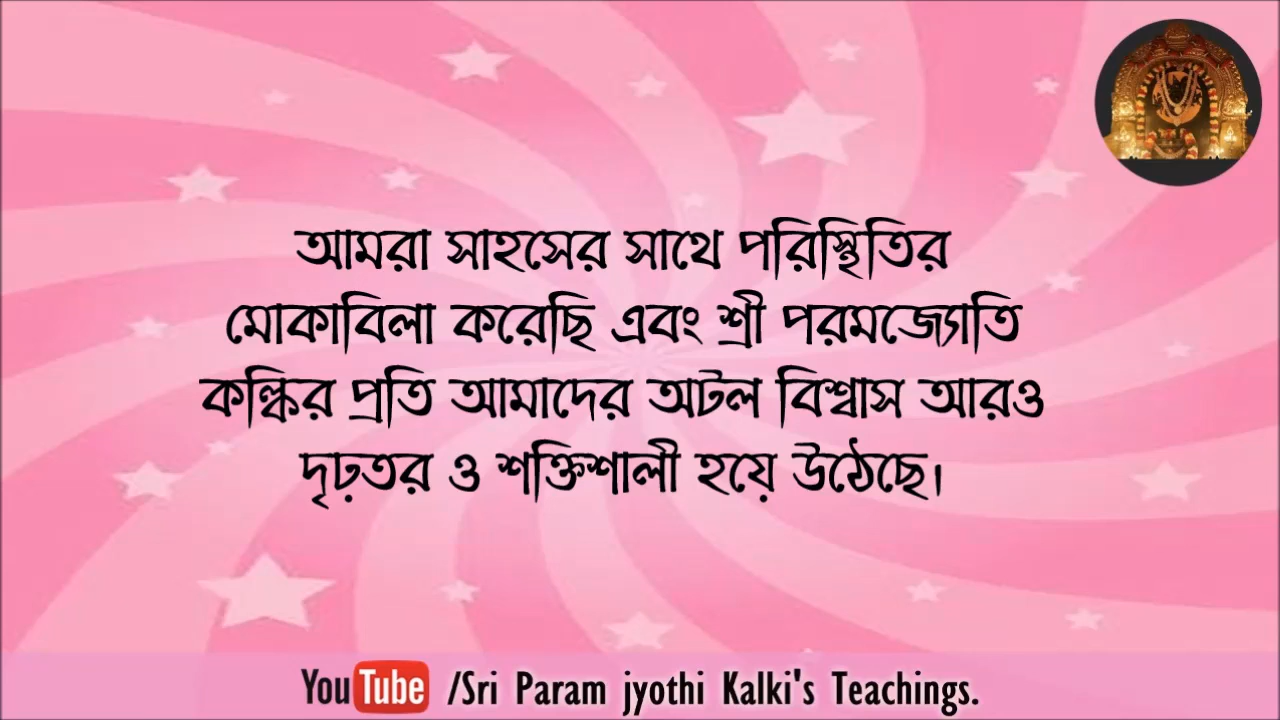 আমরা সাহসের সাথে পরিস্থিতির
মোকাবিলা করেছি এবং শ্রী পরমজ্যোতি
কল্কির প্রতি আমাদের অটল বিশ্বাস আরও
দৃঢ়তর ও শক্তিশালী হয়ে উঠেছে।
YouTube /Sri Param jyothi Kalki's Teachings.